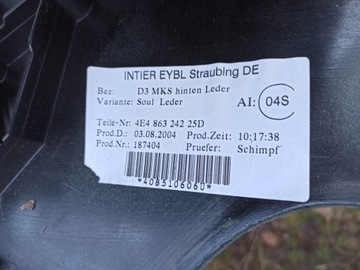 INTIER EYBL Straubing DE
Bez: D3 MKS hinten Leder
Variante: Soul Leder
AI: 04S
Teile-Nr: 4E4 863 242 25D
Prod.D.: 03.08.2004 Prod.Zeit: 10:17:38
Prod.Nr.: 187404 Pruefer: Schimpf
*4085106060*